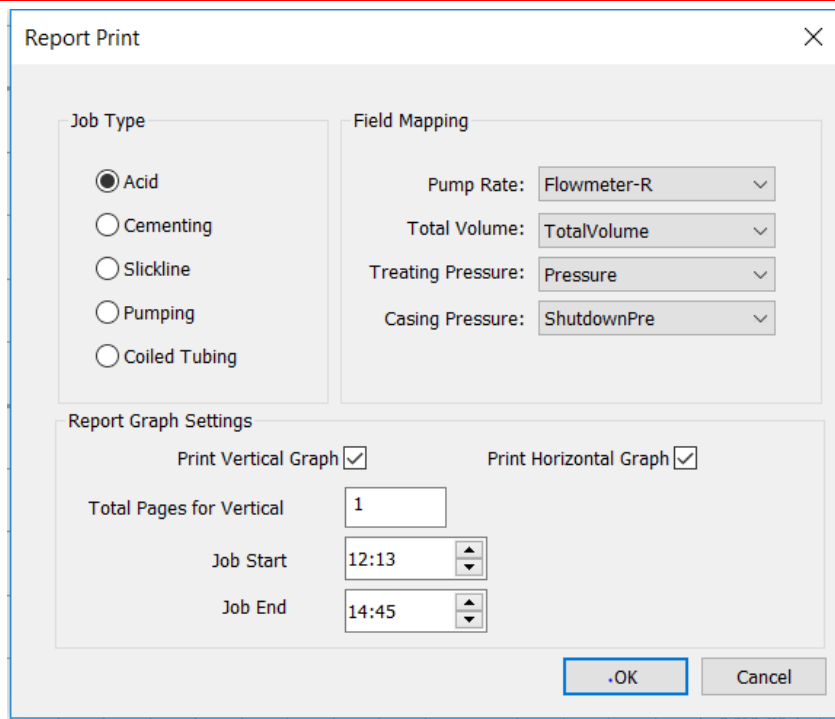 Report Print
Job Type
Acid
Cementing
Slickline
Pumping
Coiled Tubing
Field Mapping
Pump Rate: Flowmeter-R
Total Volume: TotalVolume
Treating Pressure: Pressure
Casing Pressure: ShutdownPre
Report Graph Settings
Print Vertical Graph Print Horizontal Graph
Total Pages for Vertical 1
Job Start 12:13
Job End 14:45
OK Cancel